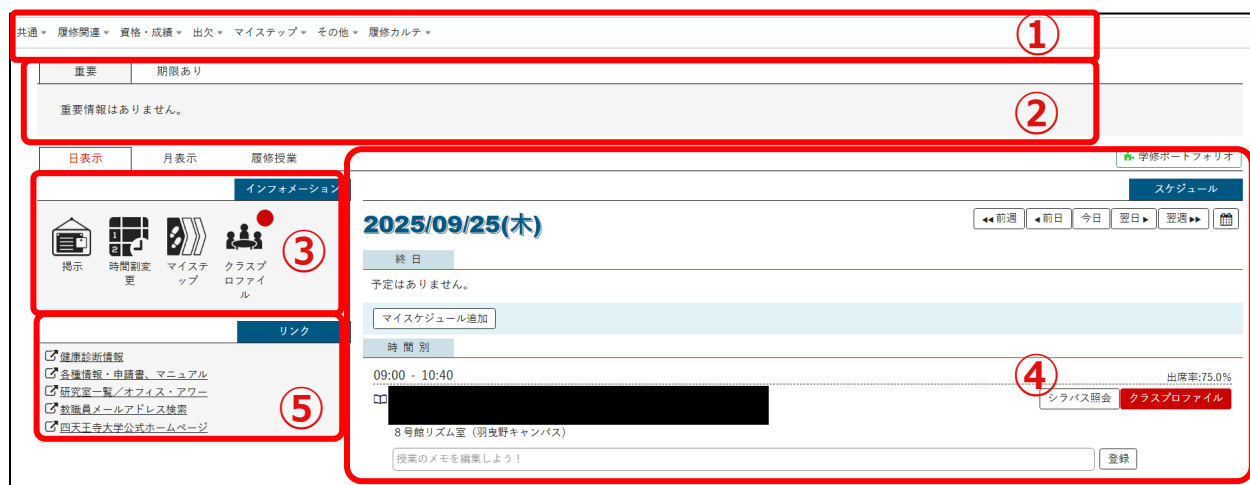 共通 履修関連 資格・成績 出欠 マイステップ その他 履修カルテ
①
重要 期限あり
重要情報はありません。
②
日表示 月表示 履修授業
学修ポートフォリオ
インフォメーション
掲示
時間割変
更
マイステ
ップ
クラスプ
ロファイ
ル
③
リンク
健康診断情報
各種情報・申請書、マニュアル
研究室一覧／オフィス・アワー
教職員メールアドレス検索
四天王寺大学公式ホームページ
⑤
スケジュール
2025/09/25(木)
前週 前日 今日 翌日 翌週
終日
予定はありません。
マイスケジュール追加
時間別
09:00 - 10:40
④
出席率:75.0%
シラバス照会 クラスプロファイル
８号館リズム室（羽曳野キャンパス）
授業のメモを編集しよう！
登録